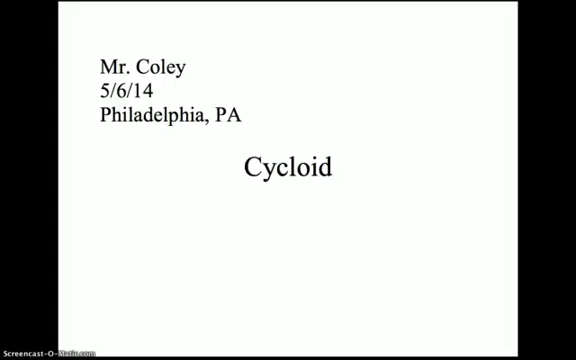 Mr. Coley
5/6/14
Philadelphia, PA
Cycloid
Screencast-O-Matic.com